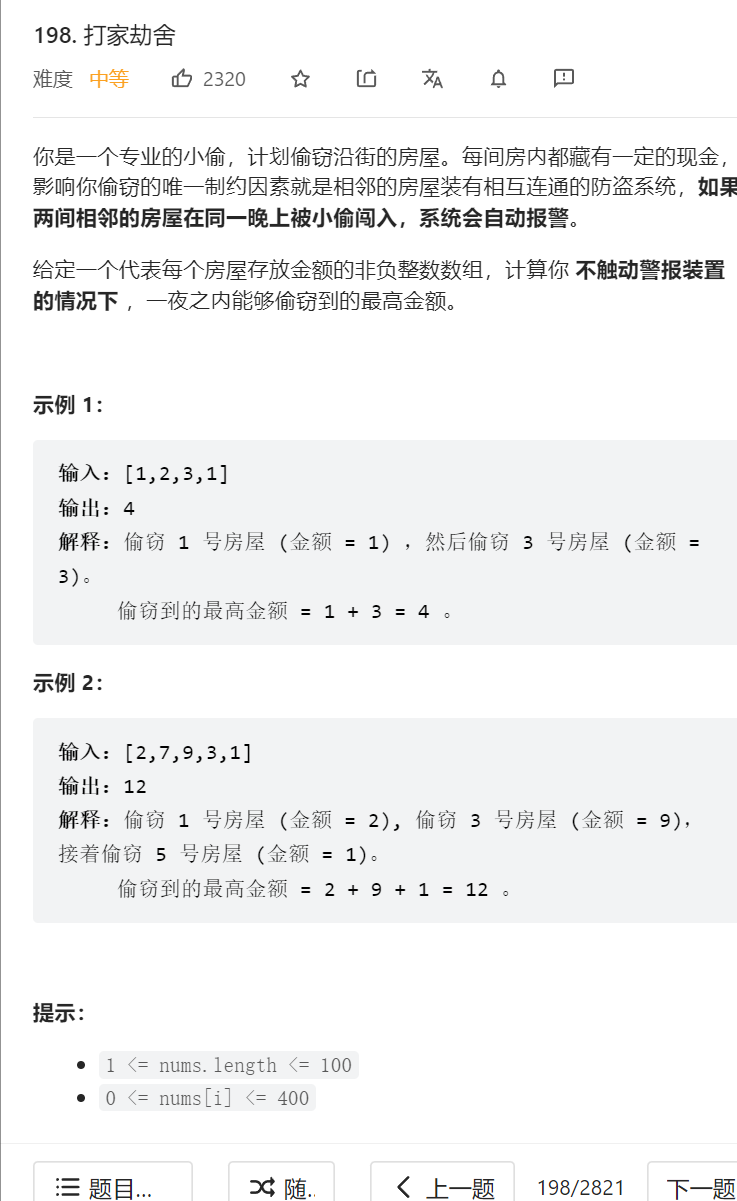 198. 打家劫舍
难度 中等 2320
你是一个专业的小偷，计划偷窃沿街的房屋。每间房内都藏有一定的现金，
影响你偷窃的唯一制约因素就是相邻的房屋装有相互连通的防盗系统，如果
两间相邻的房屋在同一晚上被小偷闯入，系统会自动报警。
给定一个代表每个房屋存放金额的非负整数数组，计算你 不触动警报装置
的情况下 ，一夜之内能够偷窃到的最高金额。
示例 1：
输入：[1,2,3,1]
输出：4
解释：偷窃 1 号房屋 (金额 = 1) ，然后偷窃 3 号房屋 (金额 =
3)。
偷窃到的最高金额 = 1 + 3 = 4 。
示例 2：
输入：[2,7,9,3,1]
输出：12
解释：偷窃 1 号房屋 (金额 = 2), 偷窃 3 号房屋 (金额 = 9)，
接着偷窃 5 号房屋 (金额 = 1)。
偷窃到的最高金额 = 2 + 9 + 1 = 12 。
提示：
1 <= nums.length <= 100
0 <= nums[i] <= 400
题目... 随.. 上一题 198/2821 下一题